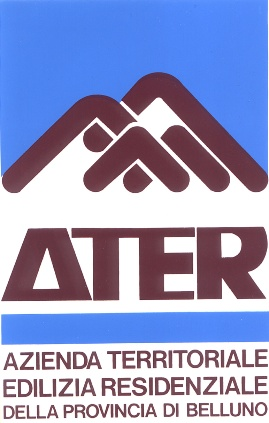 ATER
AZIENDA TERRITORIALE
EDILIZIA RESIDENZIALE
DELLA PROVINCIA DI BELLUNO